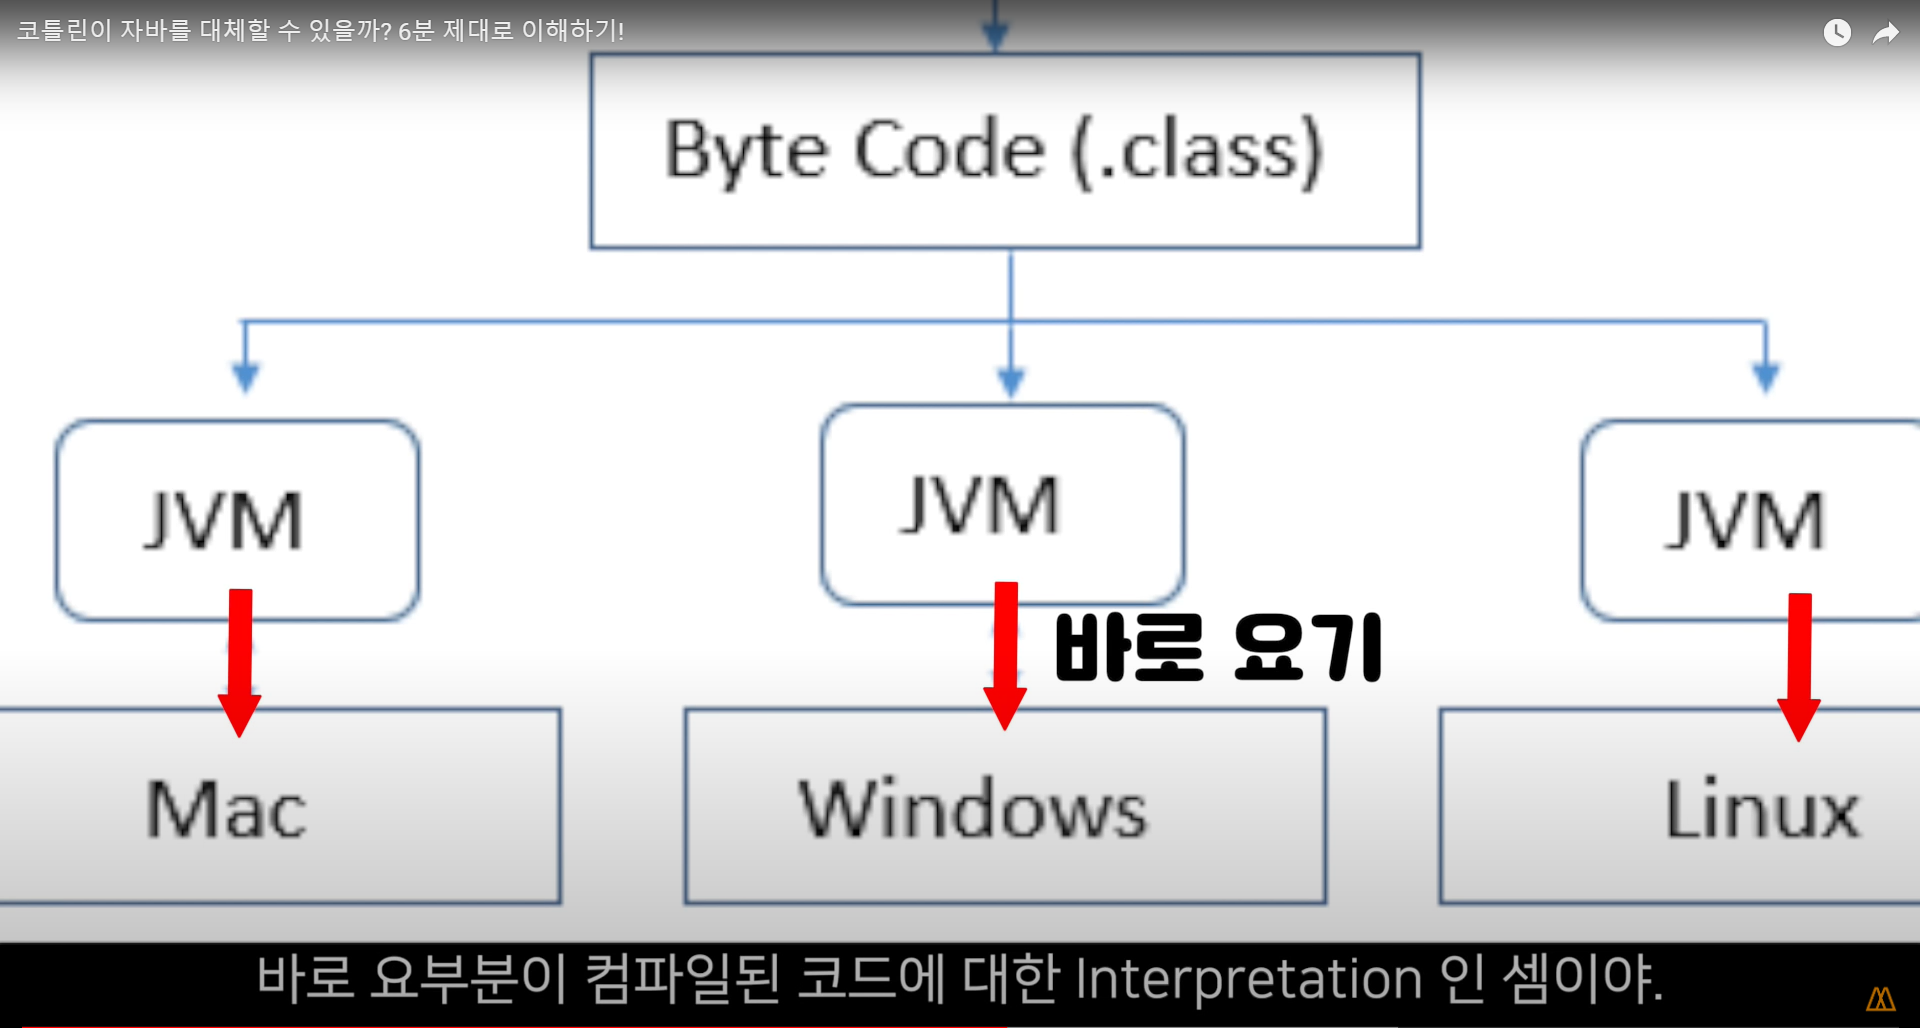 코틀린이 자바를 대체할 수 있을까? 6분 제대로 이해하기!
Byte Code (.class)
JVM
JVM
JVM
바로 요기
Mac
Windows
Linux
바로 요부분이 컴파일된 코드에 대한 Interpretation 인 셈이야.